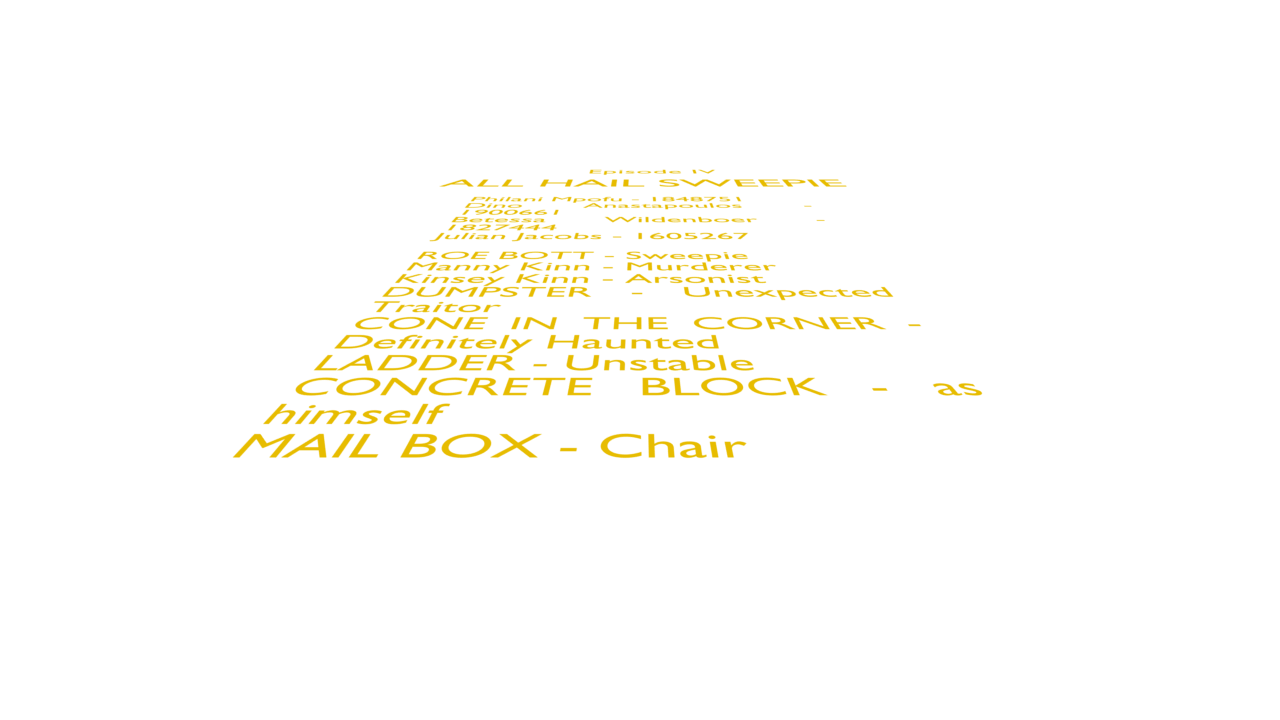 Episode IV
ALL HAIL SWEEPIE
Philani Mpofu - 1848751
Dino Anastapoulos -
1900661
Betessa Wildenboer -
1827444
Julian Jacobs - 1605267
ROE BOTT - Sweepie
Manny Kinn - Murderer
Kinsey Kinn - Arsonist
DUMPSTER - Unexpected
Traitor
CONE IN THE CORNER -
Definitely Haunted
LADDER - Unstable
CONCRETE BLOCK - as
himself
MAIL BOX - Chair